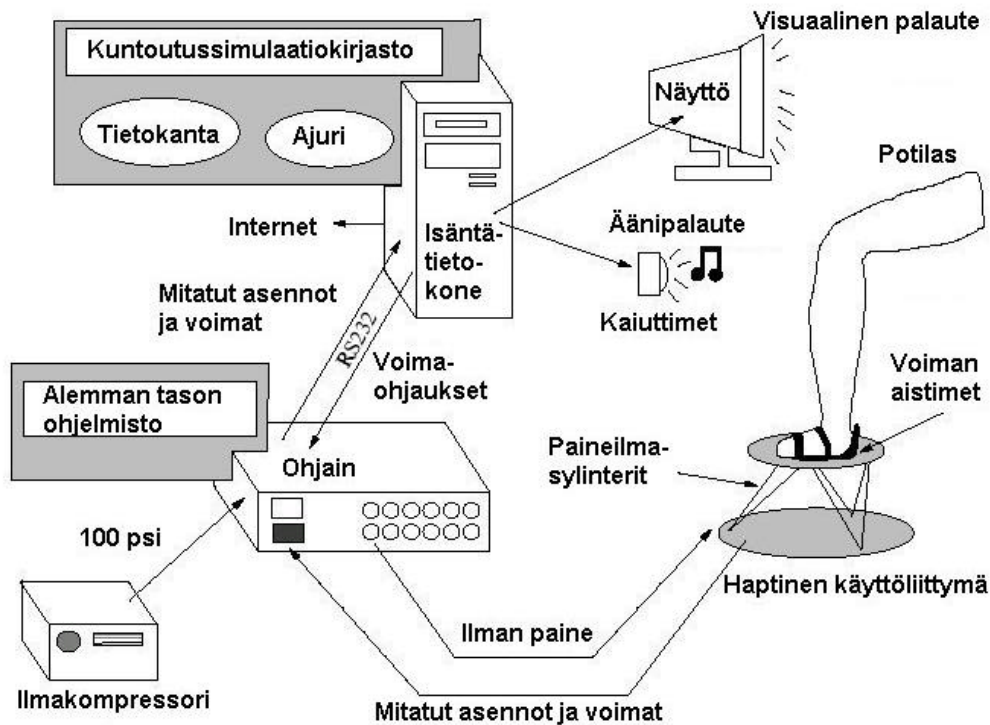 Kuntoutussimulaatiokirjasto
Tietokanta
Ajuri
Visuaalinen palaute
Näyttö
Potilas
Internet
Isäntä-
tieto-
kone
Äänipalaute
Kaiuttimet
Mitatut asennot
ja voimat
RS232
Voima-
ohjaukset
Voiman
aistimet
Alemman tason
ohjelmisto
Ohjain
Paineilma-
sylinterit
100 psi
Haptinen käyttöliittymä
Ilman paine
Ilmakompressori
Mitatut asennot ja voimat